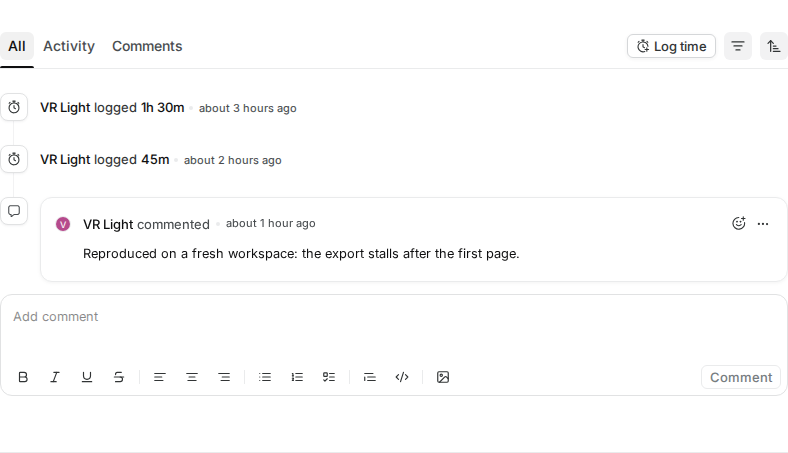 All Activity Comments Log time
VR Light logged 1h 30m about 3 hours ago
VR Light logged 45m about 2 hours ago
V VR Light commented about 1 hour ago
Reproduced on a fresh workspace: the export stalls after the first page.
Add comment
Comment